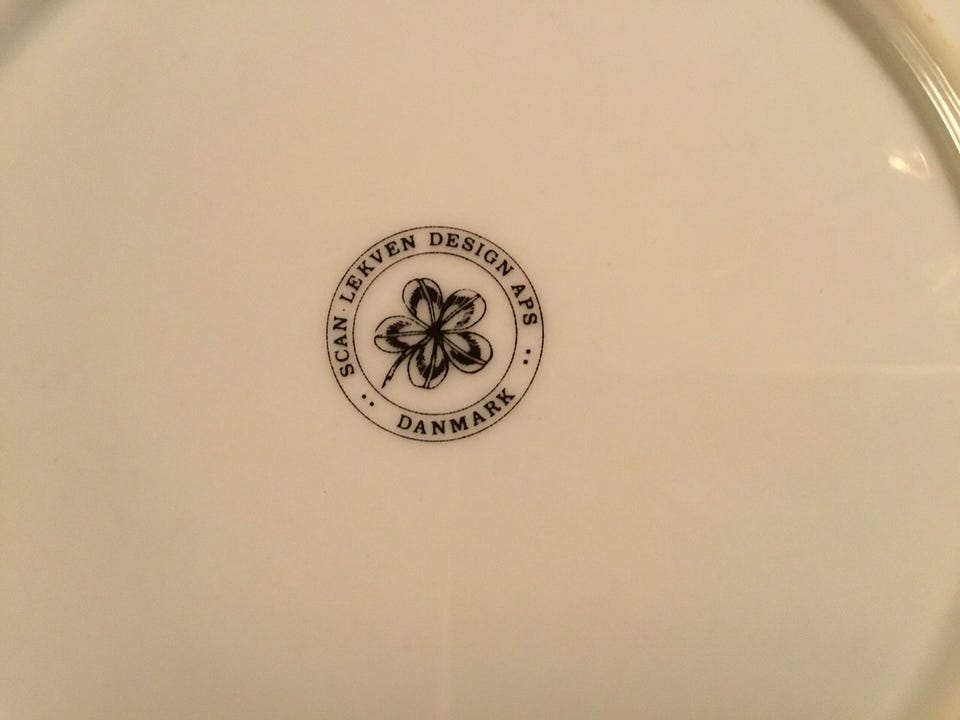 SCAN · LEKVEN DESIGN APS
·· DANMARK ··